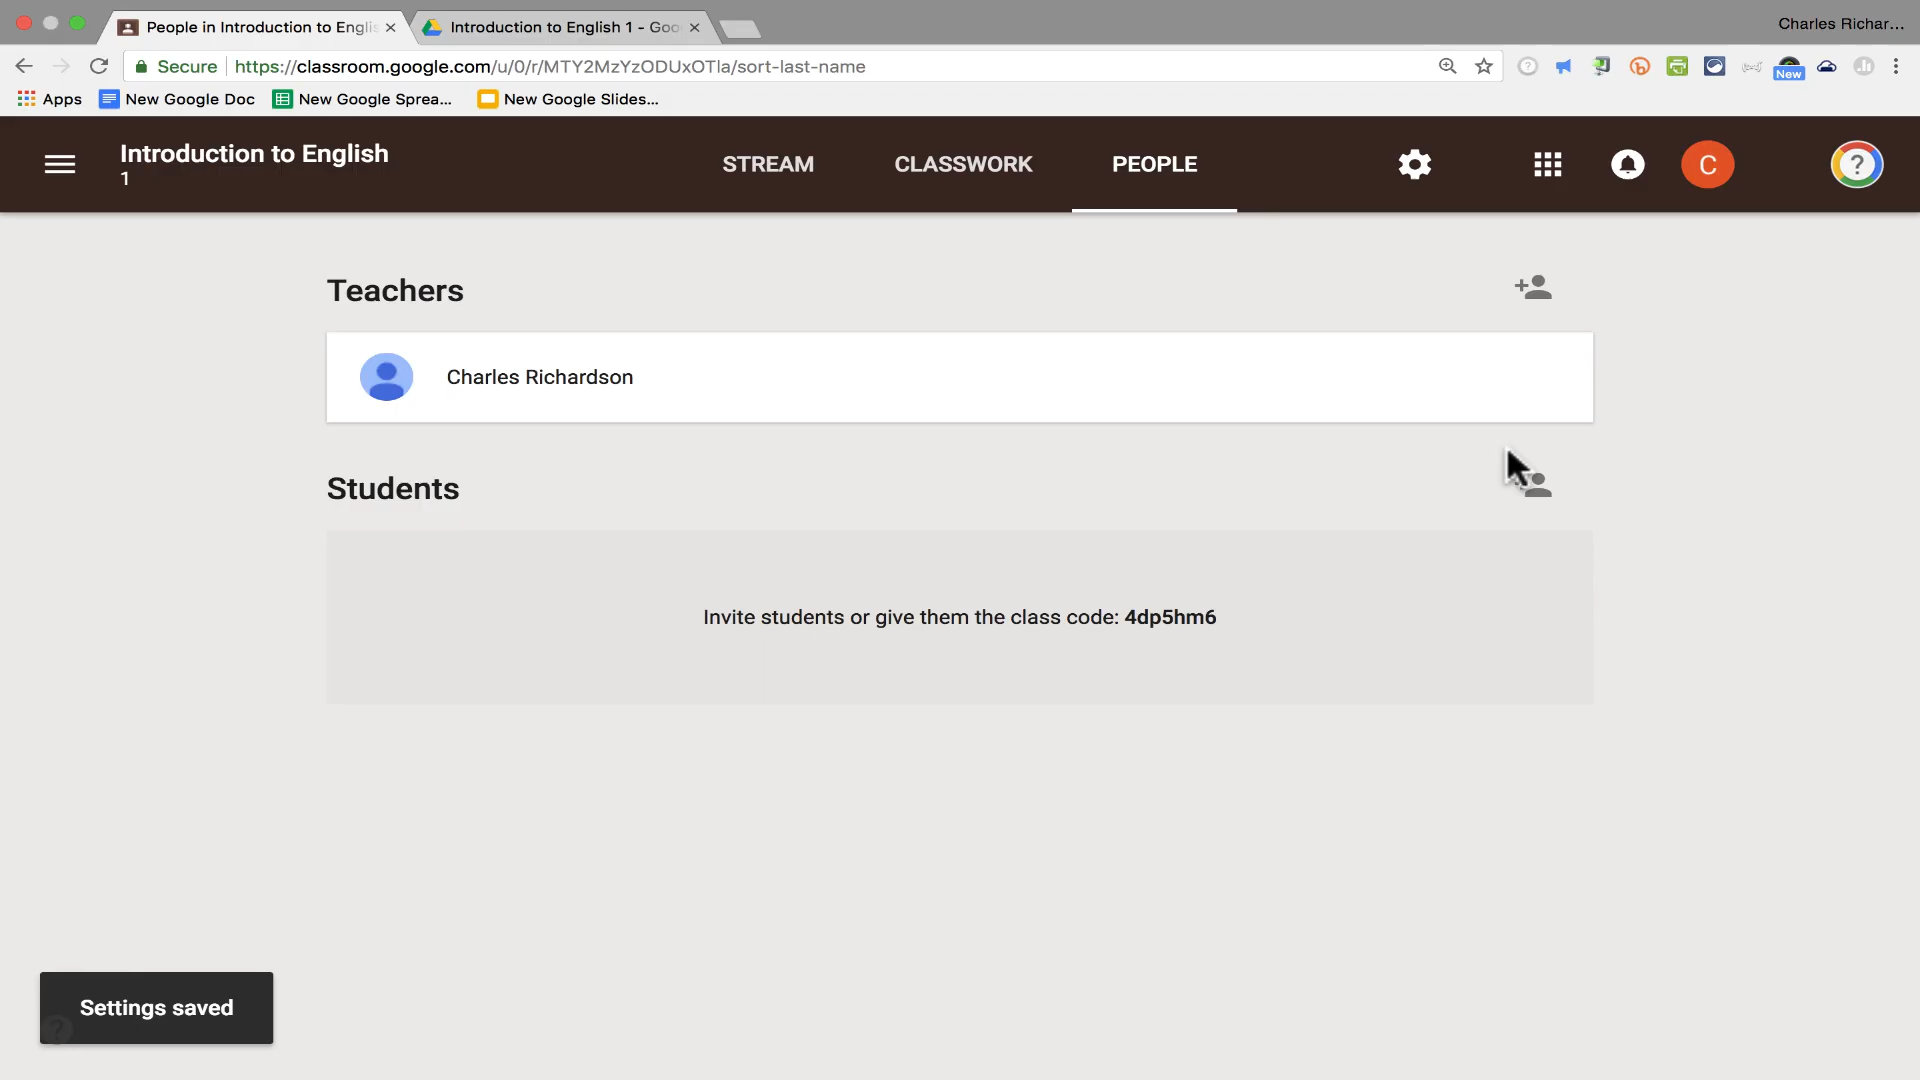 People in Introduction to Englis
Introduction to English 1 - Goo
Charles Richar...
Secure
https://classroom.google.com/u/0/r/MTY2MzYzODUxOTla/sort-last-name
New
Apps
New Google Doc
New Google Sprea...
New Google Slides...
Introduction to English
1
STREAM
CLASSWORK
PEOPLE
C
?
Teachers
Charles Richardson
Students
Invite students or give them the class code: 4dp5hm6
Settings saved